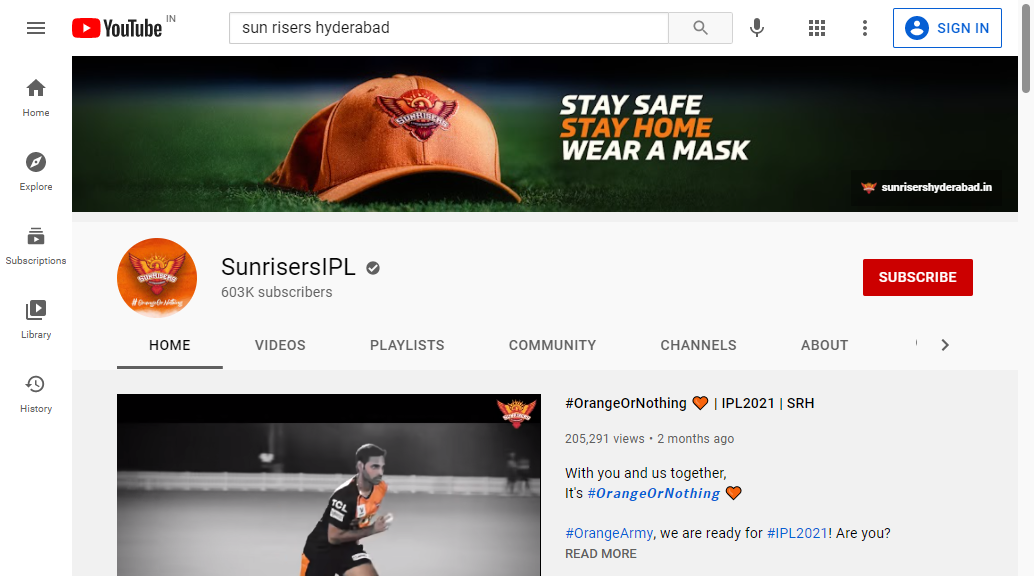 YouTube IN
sun risers hyderabad
SIGN IN
Home
Explore
Subscriptions
Library
History
SUNRISERS
STAY SAFE
STAY HOME
WEAR A MASK
sunrisershyderabad.in
SUNRISERS
#OrangeOrNothing
SunrisersIPL
603K subscribers
SUBSCRIBE
HOME VIDEOS PLAYLISTS COMMUNITY CHANNELS ABOUT
SUNRISERS
TCL
#OrangeOrNothing 🧡 | IPL2021 | SRH
205,291 views • 2 months ago
With you and us together,
It's #OrangeOrNothing 🧡
#OrangeArmy, we are ready for #IPL2021! Are you?
READ MORE